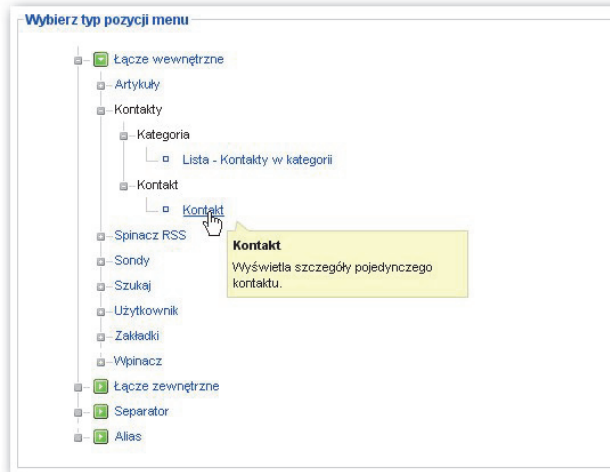 Wybierz typ pozycji menu
Łącze wewnętrzne
Artykuły
Kontakty
Kategoria
Lista - Kontakty w kategorii
Kontakt
Kontakt
Spinacz RSS
Kontakt
Wyświetla szczegóły pojedynczego
kontaktu.
Sondy
Szukaj
Użytkownik
Zakładki
Wpinacz
Łącze zewnętrzne
Separator
Alias